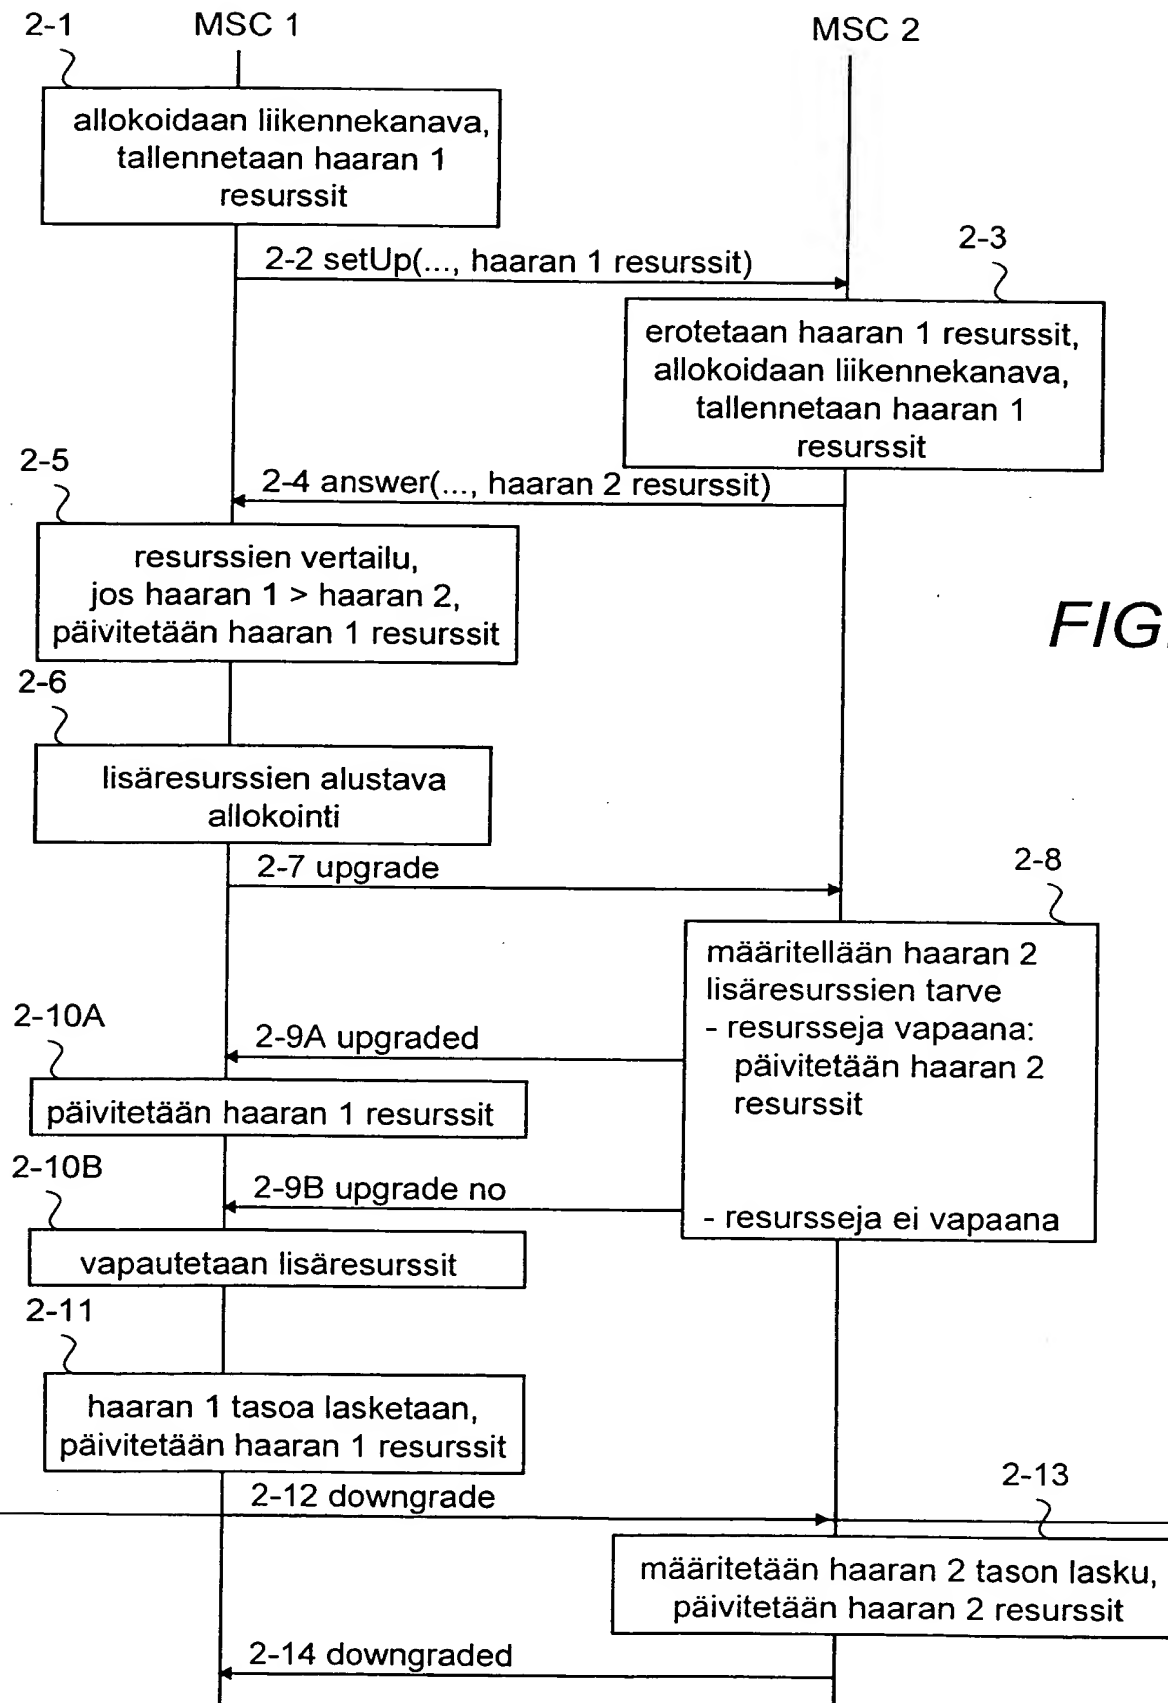 2-1
MSC 1
MSC 2
allokoidaan liikennekanava,
tallennetaan haaran 1
resurssit
2-2 setUp(..., haaran 1 resurssit)
2-3
erotetaan haaran 1 resurssit,
allokoidaan liikennekanava,
tallennetaan haaran 1
resurssit
2-5
2-4 answer(..., haaran 2 resurssit)
resurssien vertailu,
jos haaran 1 > haaran 2,
päivitetään haaran 1 resurssit
FIG.
2-6
lisäresurssien alustava
allokointi
2-7 upgrade
2-8
määritellään haaran 2
lisäresurssien tarve
- resursseja vapaana:
päivitetään haaran 2
resurssit
2-10A
2-9A upgraded
päivitetään haaran 1 resurssit
2-10B
2-9B upgrade no
- resursseja ei vapaana
vapautetaan lisäresurssit
2-11
haaran 1 tasoa lasketaan,
päivitetään haaran 1 resurssit
2-12 downgrade
2-13
määritetään haaran 2 tason lasku,
päivitetään haaran 2 resurssit
2-14 downgraded